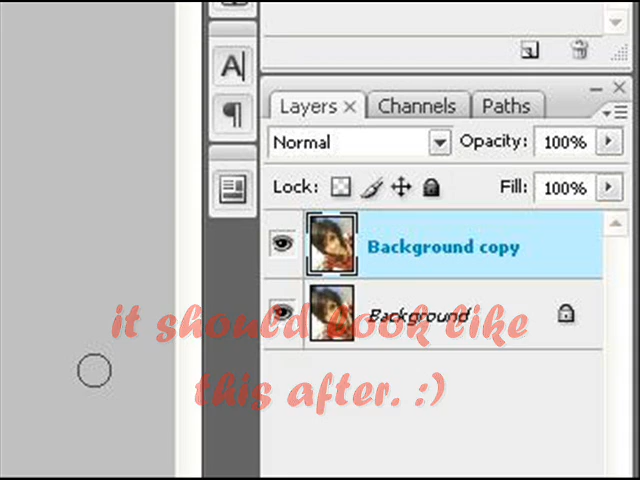 A
Layers Channels Paths
Normal Opacity: 100%
Lock: Fill: 100%
Background copy
Background
it should look like
this after. :)